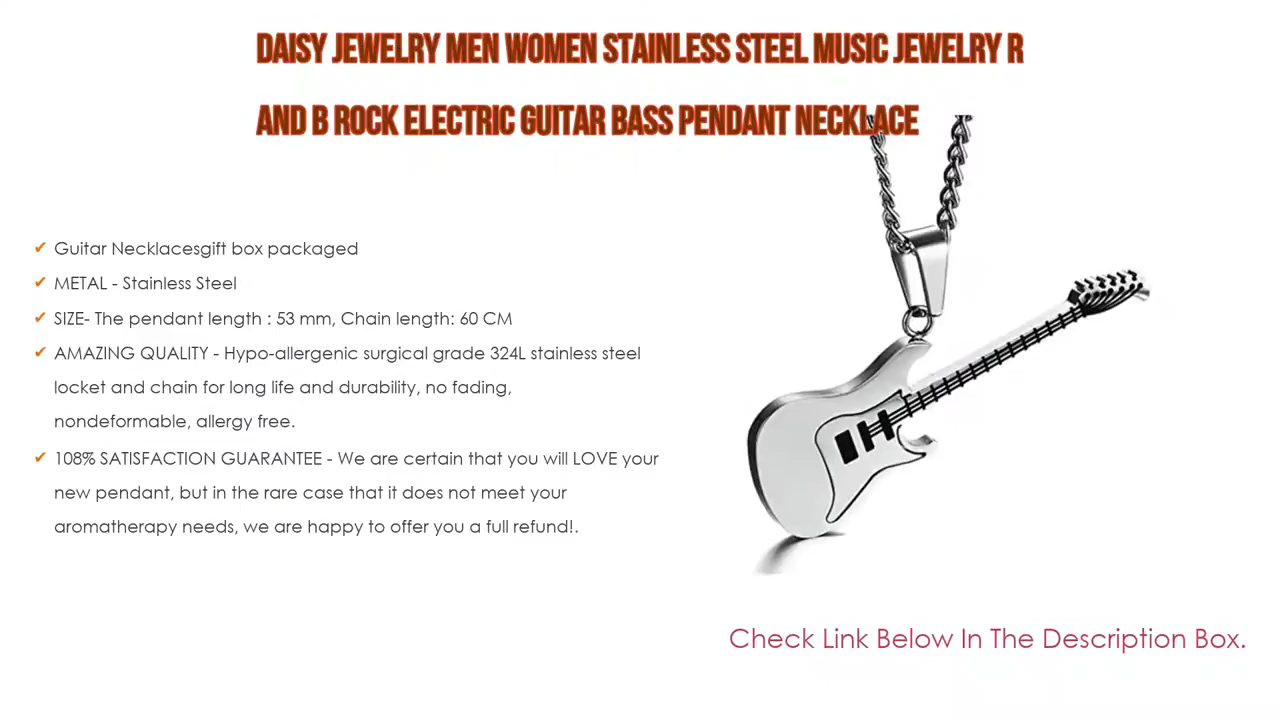 DAISY JEWELRY MEN WOMEN STAINLESS STEEL MUSIC JEWELRY R
AND B ROCK ELECTRIC GUITAR BASS PENDANT NECKLACE
✔ Guitar Necklacesgift box packaged
✔ METAL - Stainless Steel
✔ SIZE- The pendant length : 53 mm, Chain length: 60 CM
✔ AMAZING QUALITY - Hypo-allergenic surgical grade 324L stainless steel
locket and chain for long life and durability, no fading,
nondeformable, allergy free.
✔ 108% SATISFACTION GUARANTEE - We are certain that you will LOVE your
new pendant, but in the rare case that it does not meet your
aromatherapy needs, we are happy to offer you a full refund!.
Check Link Below In The Description Box.